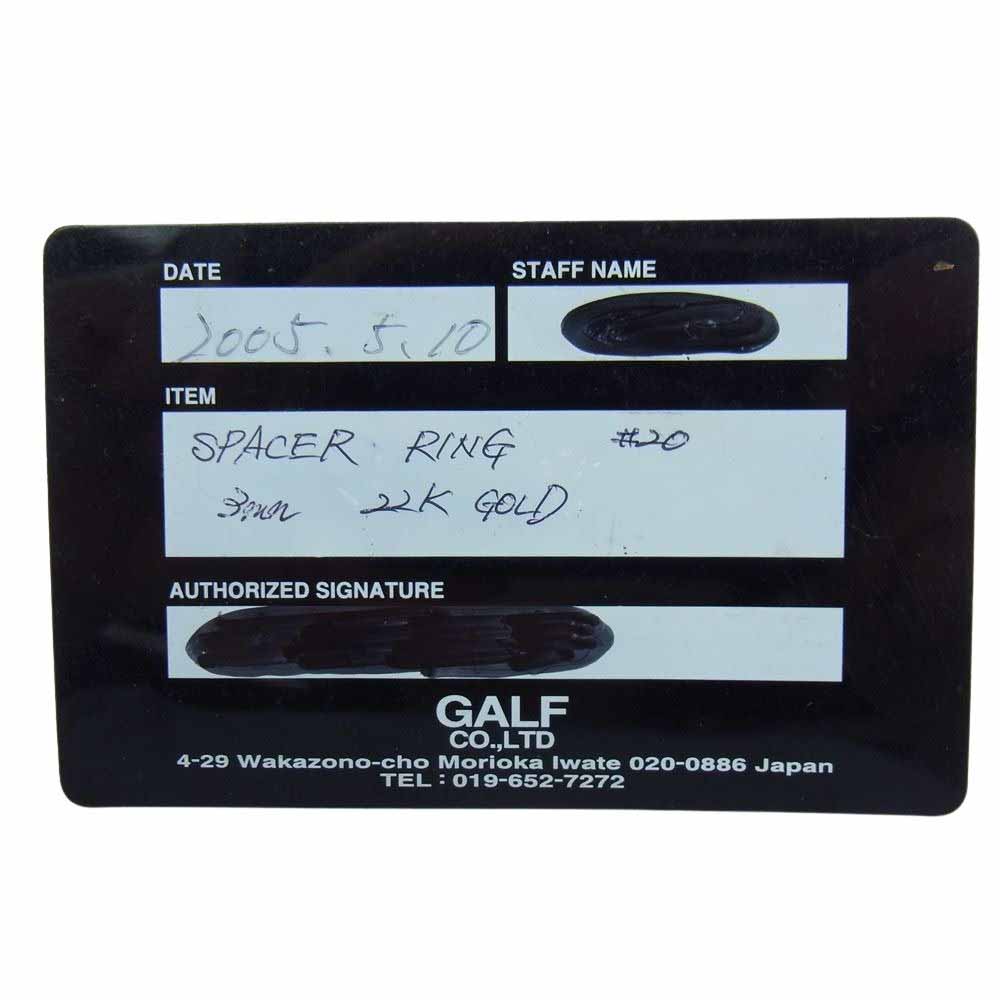 DATE STAFF NAME
2005. 5. 10
ITEM
SPACER RING #20
3mm 22K GOLD
AUTHORIZED SIGNATURE
GALF
CO.,LTD
4-29 Wakazono-cho Morioka Iwate 020-0886 Japan
TEL : 019-652-7272